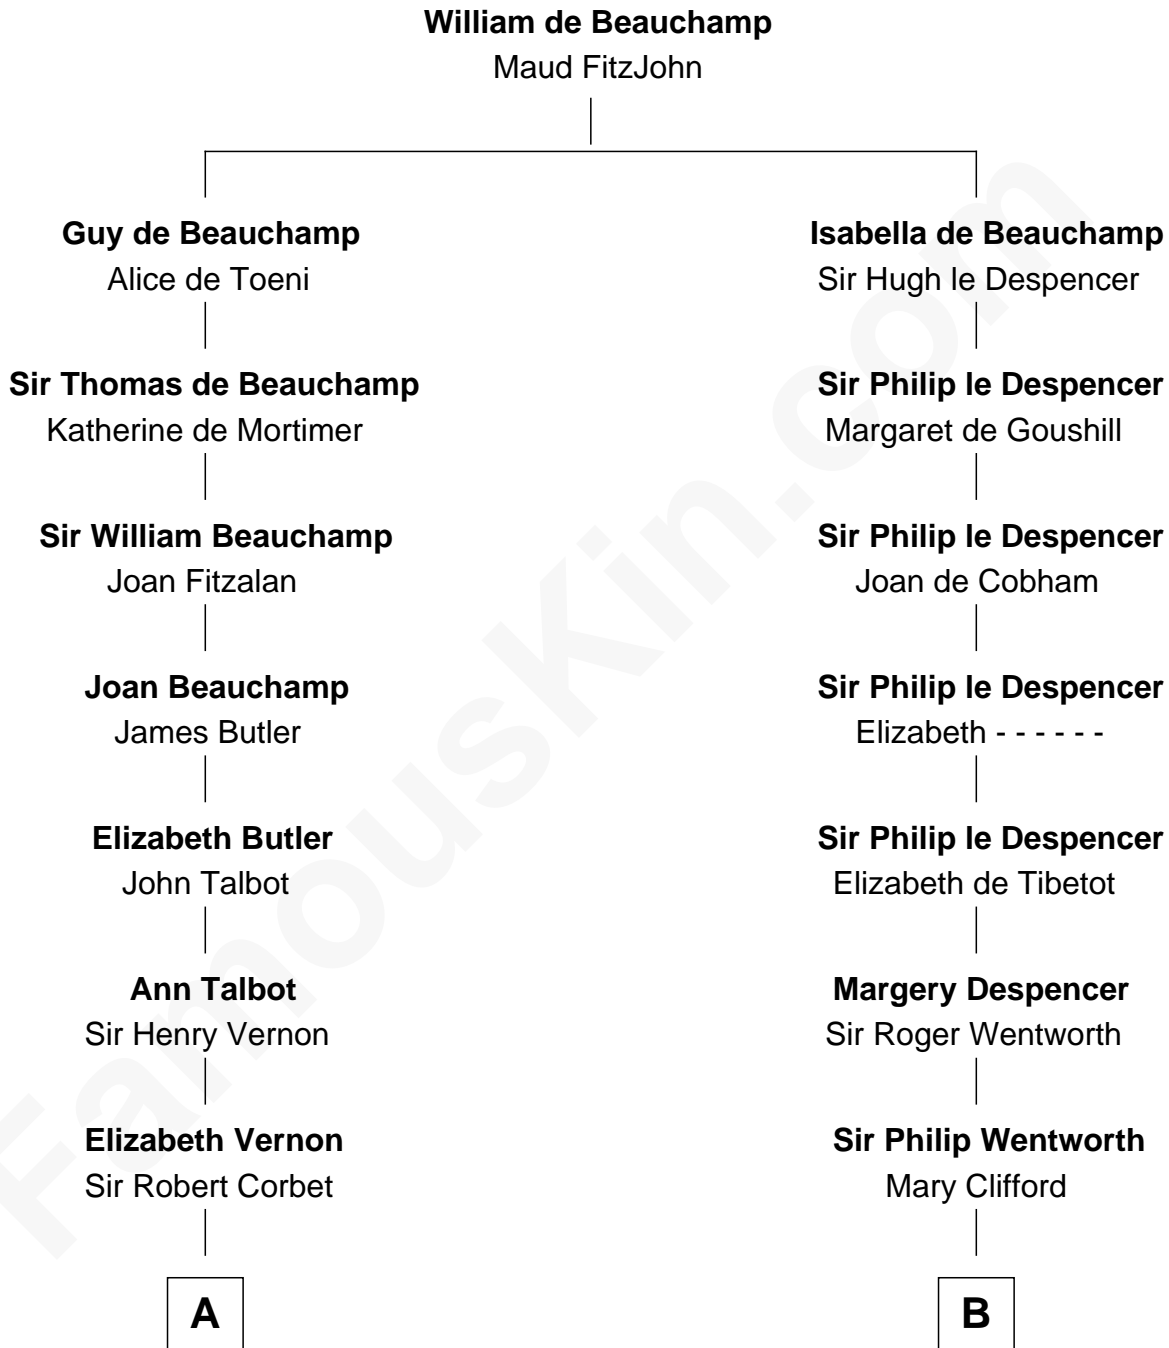 William de Beauchamp
Maud FitzJohn
Guy de Beauchamp
Alice de Toeni
Isabella de Beauchamp
Sir Hugh le Despencer
Sir Thomas de Beauchamp
Katherine de Mortimer
Sir Philip le Despencer
Margaret de Goushill
Sir William Beauchamp
Joan Fitzalan
Sir Philip le Despencer
Joan de Cobham
Joan Beauchamp
James Butler
Sir Philip le Despencer
Elizabeth - - - - - -
Elizabeth Butler
John Talbot
Sir Philip le Despencer
Elizabeth de Tibetot
Ann Talbot
Sir Henry Vernon
Margery Despencer
Sir Roger Wentworth
Elizabeth Vernon
Sir Robert Corbet
Sir Philip Wentworth
Mary Clifford
A
B
FamousKin.com